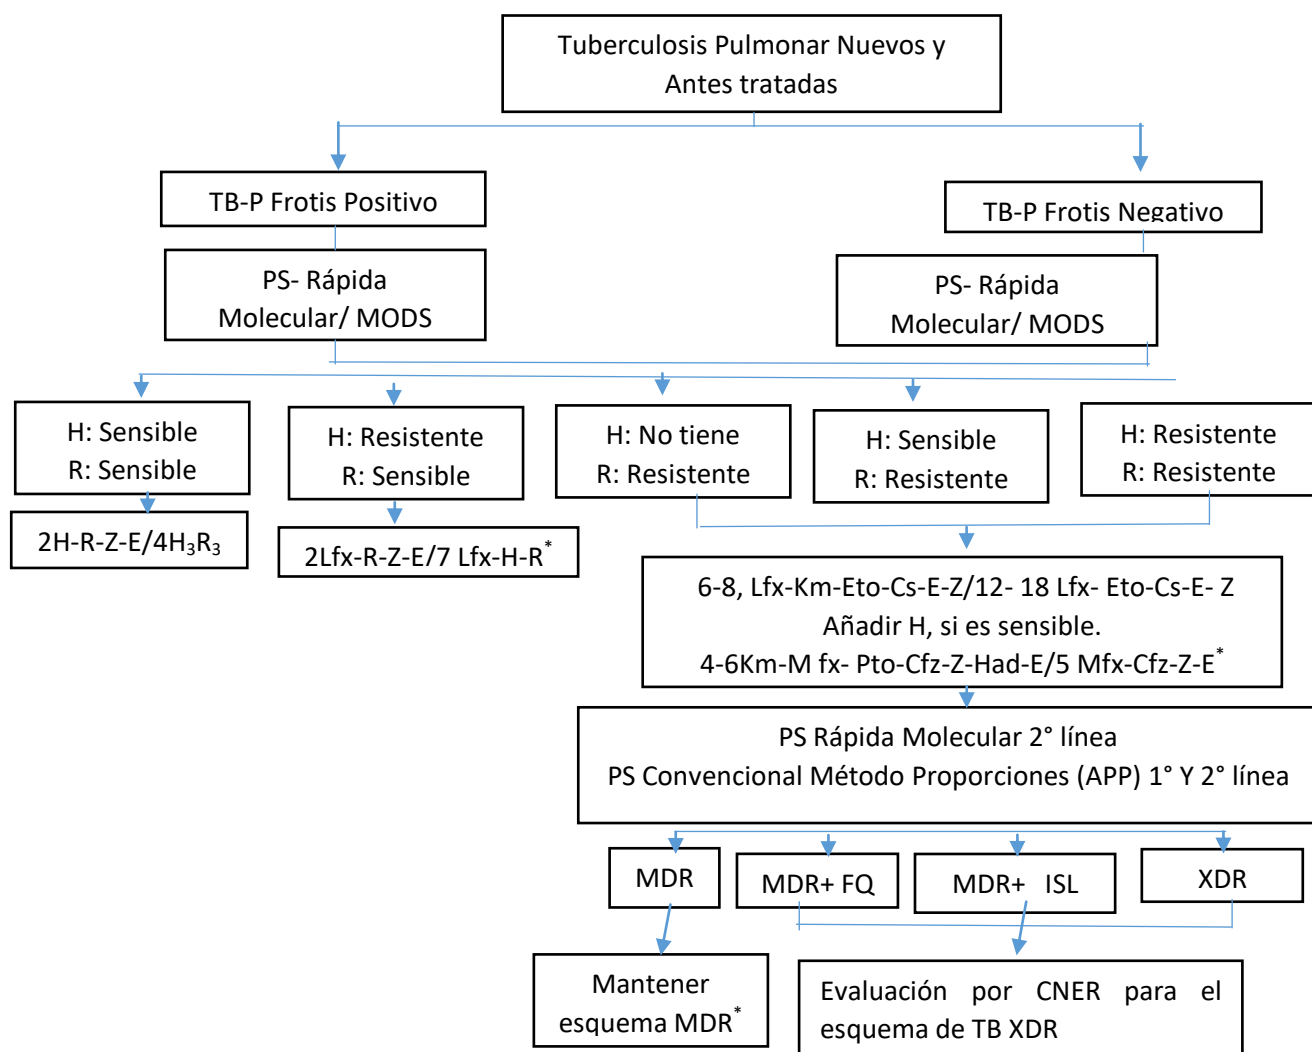 Tuberculosis Pulmonar Nuevos y
Antes tratadas
TB-P Frotis Positivo
TB-P Frotis Negativo
PS- Rápida
Molecular/ MODS
PS- Rápida
Molecular/ MODS
H: Sensible
R: Sensible
H: Resistente
R: Sensible
H: No tiene
R: Resistente
H: Sensible
R: Resistente
H: Resistente
R: Resistente
2H-R-Z-E/4H₃R₃
2Lfx-R-Z-E/7 Lfx-H-R*
6-8, Lfx-Km-Eto-Cs-E-Z/12- 18 Lfx- Eto-Cs-E- Z
Añadir H, si es sensible.
4-6Km-M fx- Pto-Cfz-Z-Had-E/5 Mfx-Cfz-Z-E*
PS Rápida Molecular 2° línea
PS Convencional Método Proporciones (APP) 1° Y 2° línea
MDR
MDR+ FQ
MDR+ ISL
XDR
Mantener
esquema MDR*
Evaluación por CNER para el
esquema de TB XDR